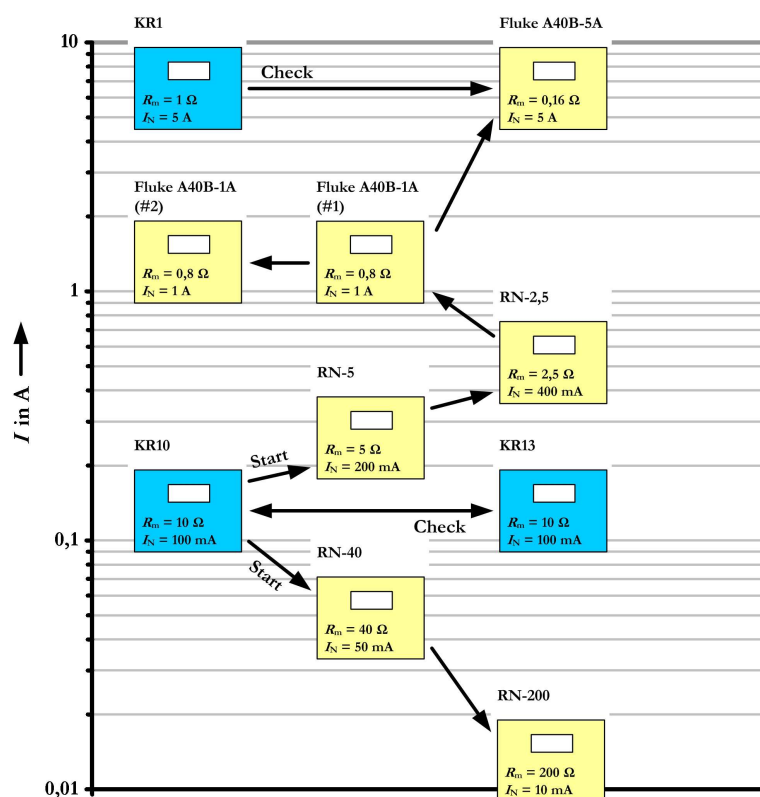 KR1
Fluke A40B-5A
10
Check
Rm = 1 Ω
IN = 5 A
Rm = 0,16 Ω
IN = 5 A
Fluke A40B-1A
(#2)
Fluke A40B-1A
(#1)
Rm = 0,8 Ω
IN = 1 A
Rm = 0,8 Ω
IN = 1 A
1
RN-2,5
I in A
Rm = 2,5 Ω
IN = 400 mA
RN-5
Rm = 5 Ω
IN = 200 mA
KR10
Start
KR13
Rm = 10 Ω
IN = 100 mA
Check
Rm = 10 Ω
IN = 100 mA
0,1
RN-40
Start
Rm = 40 Ω
IN = 50 mA
RN-200
Rm = 200 Ω
IN = 10 mA
0,01